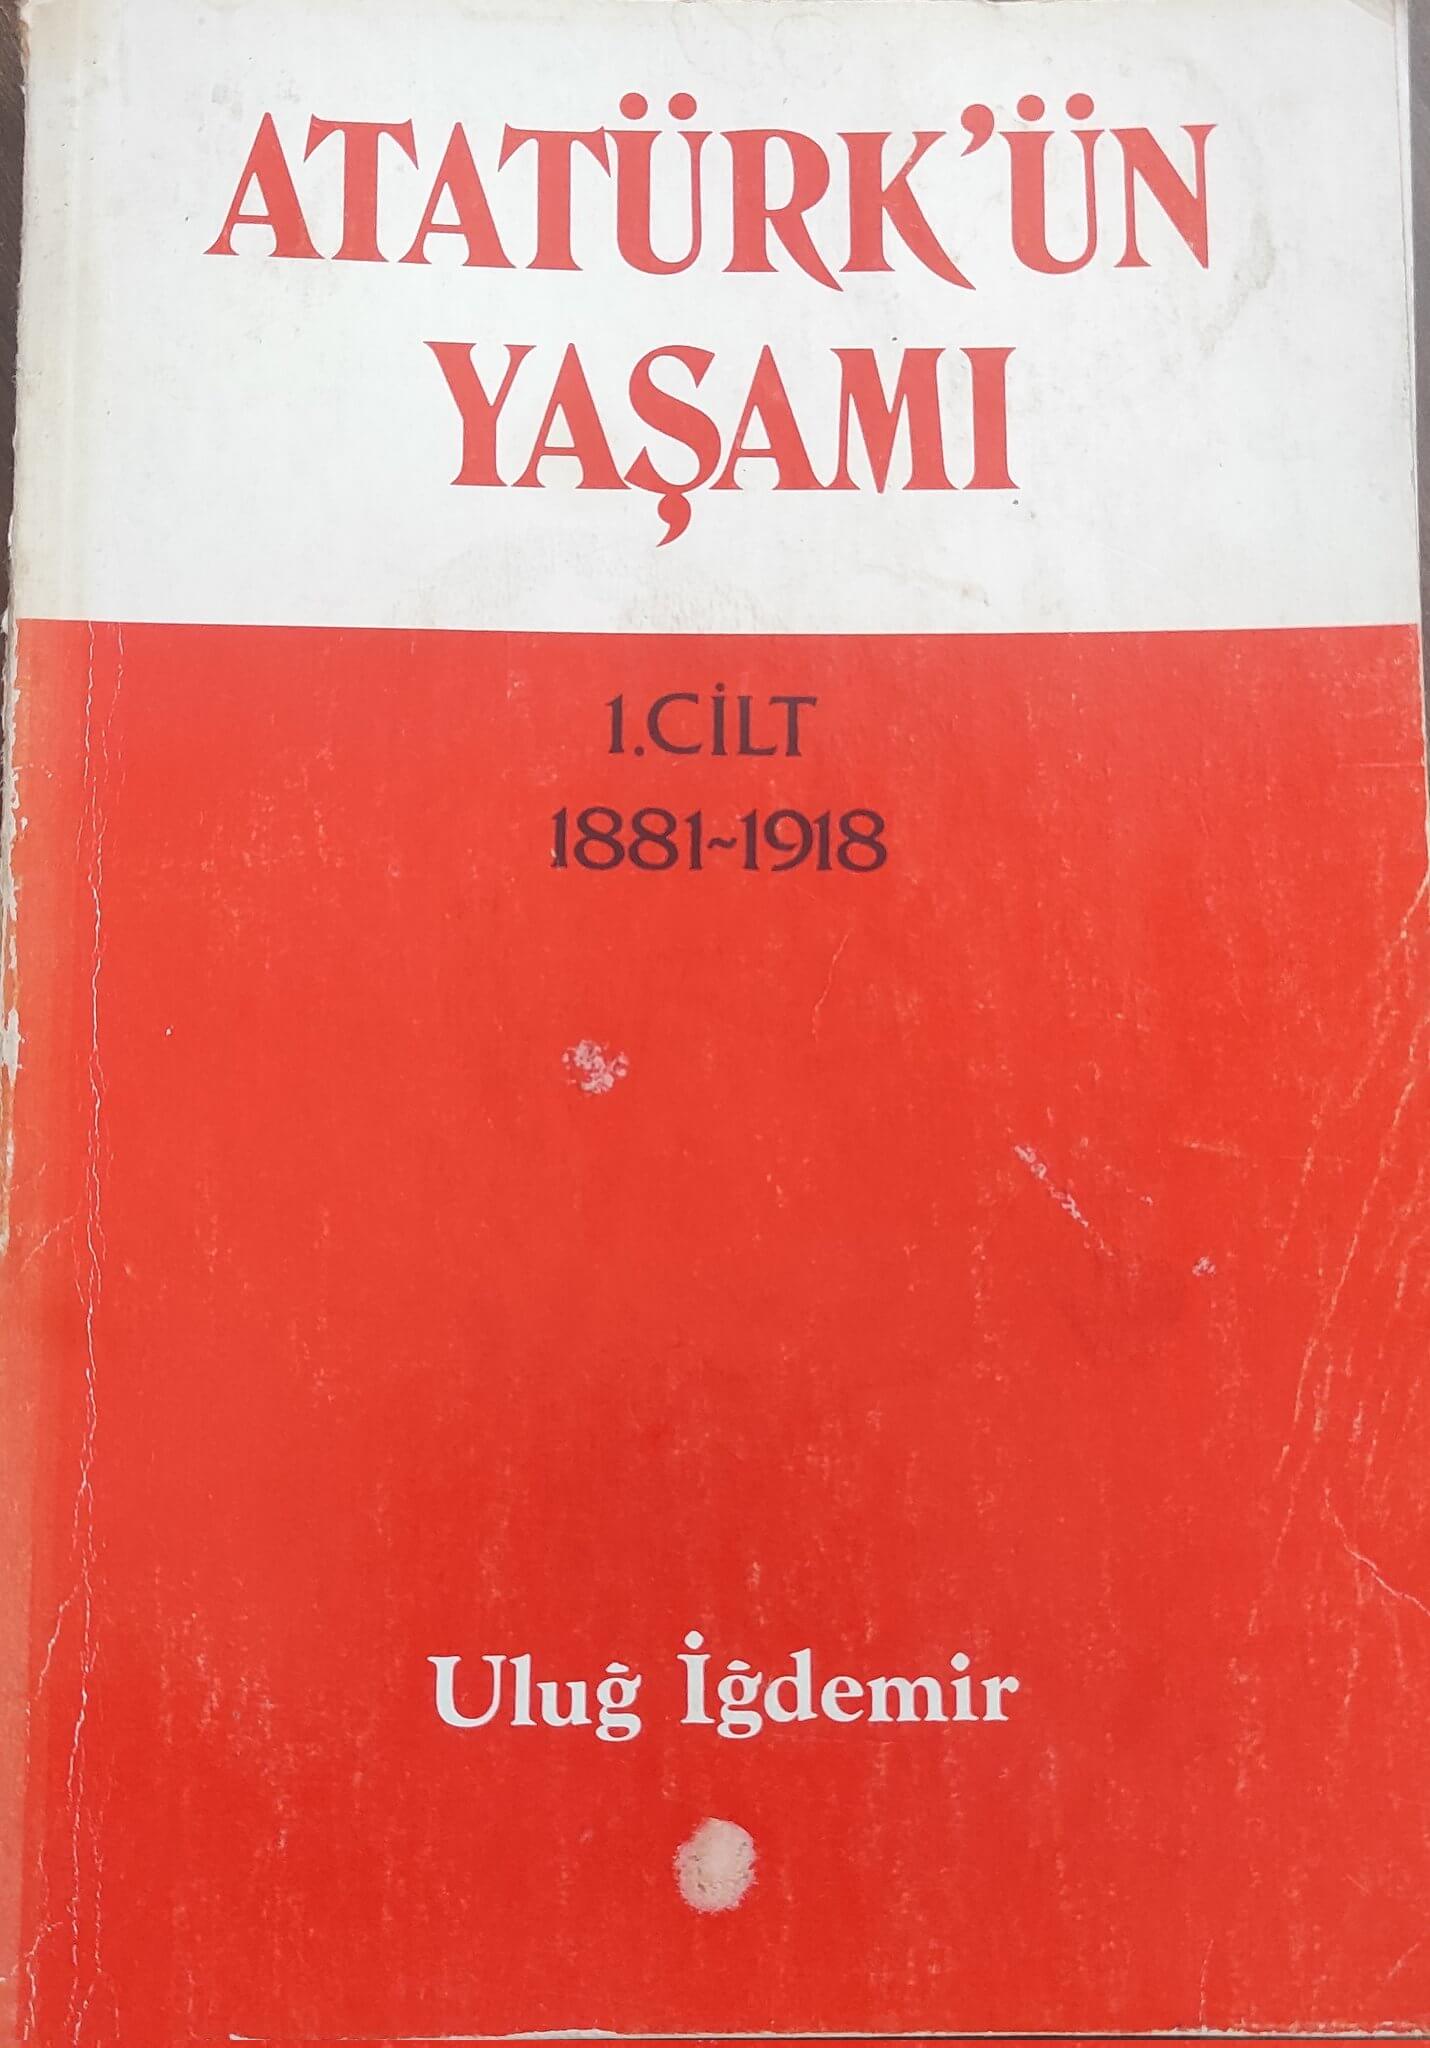 ATATÜRK'ÜN
YAŞAMI
1.CİLT
1881~1918
Uluğ İğdemir